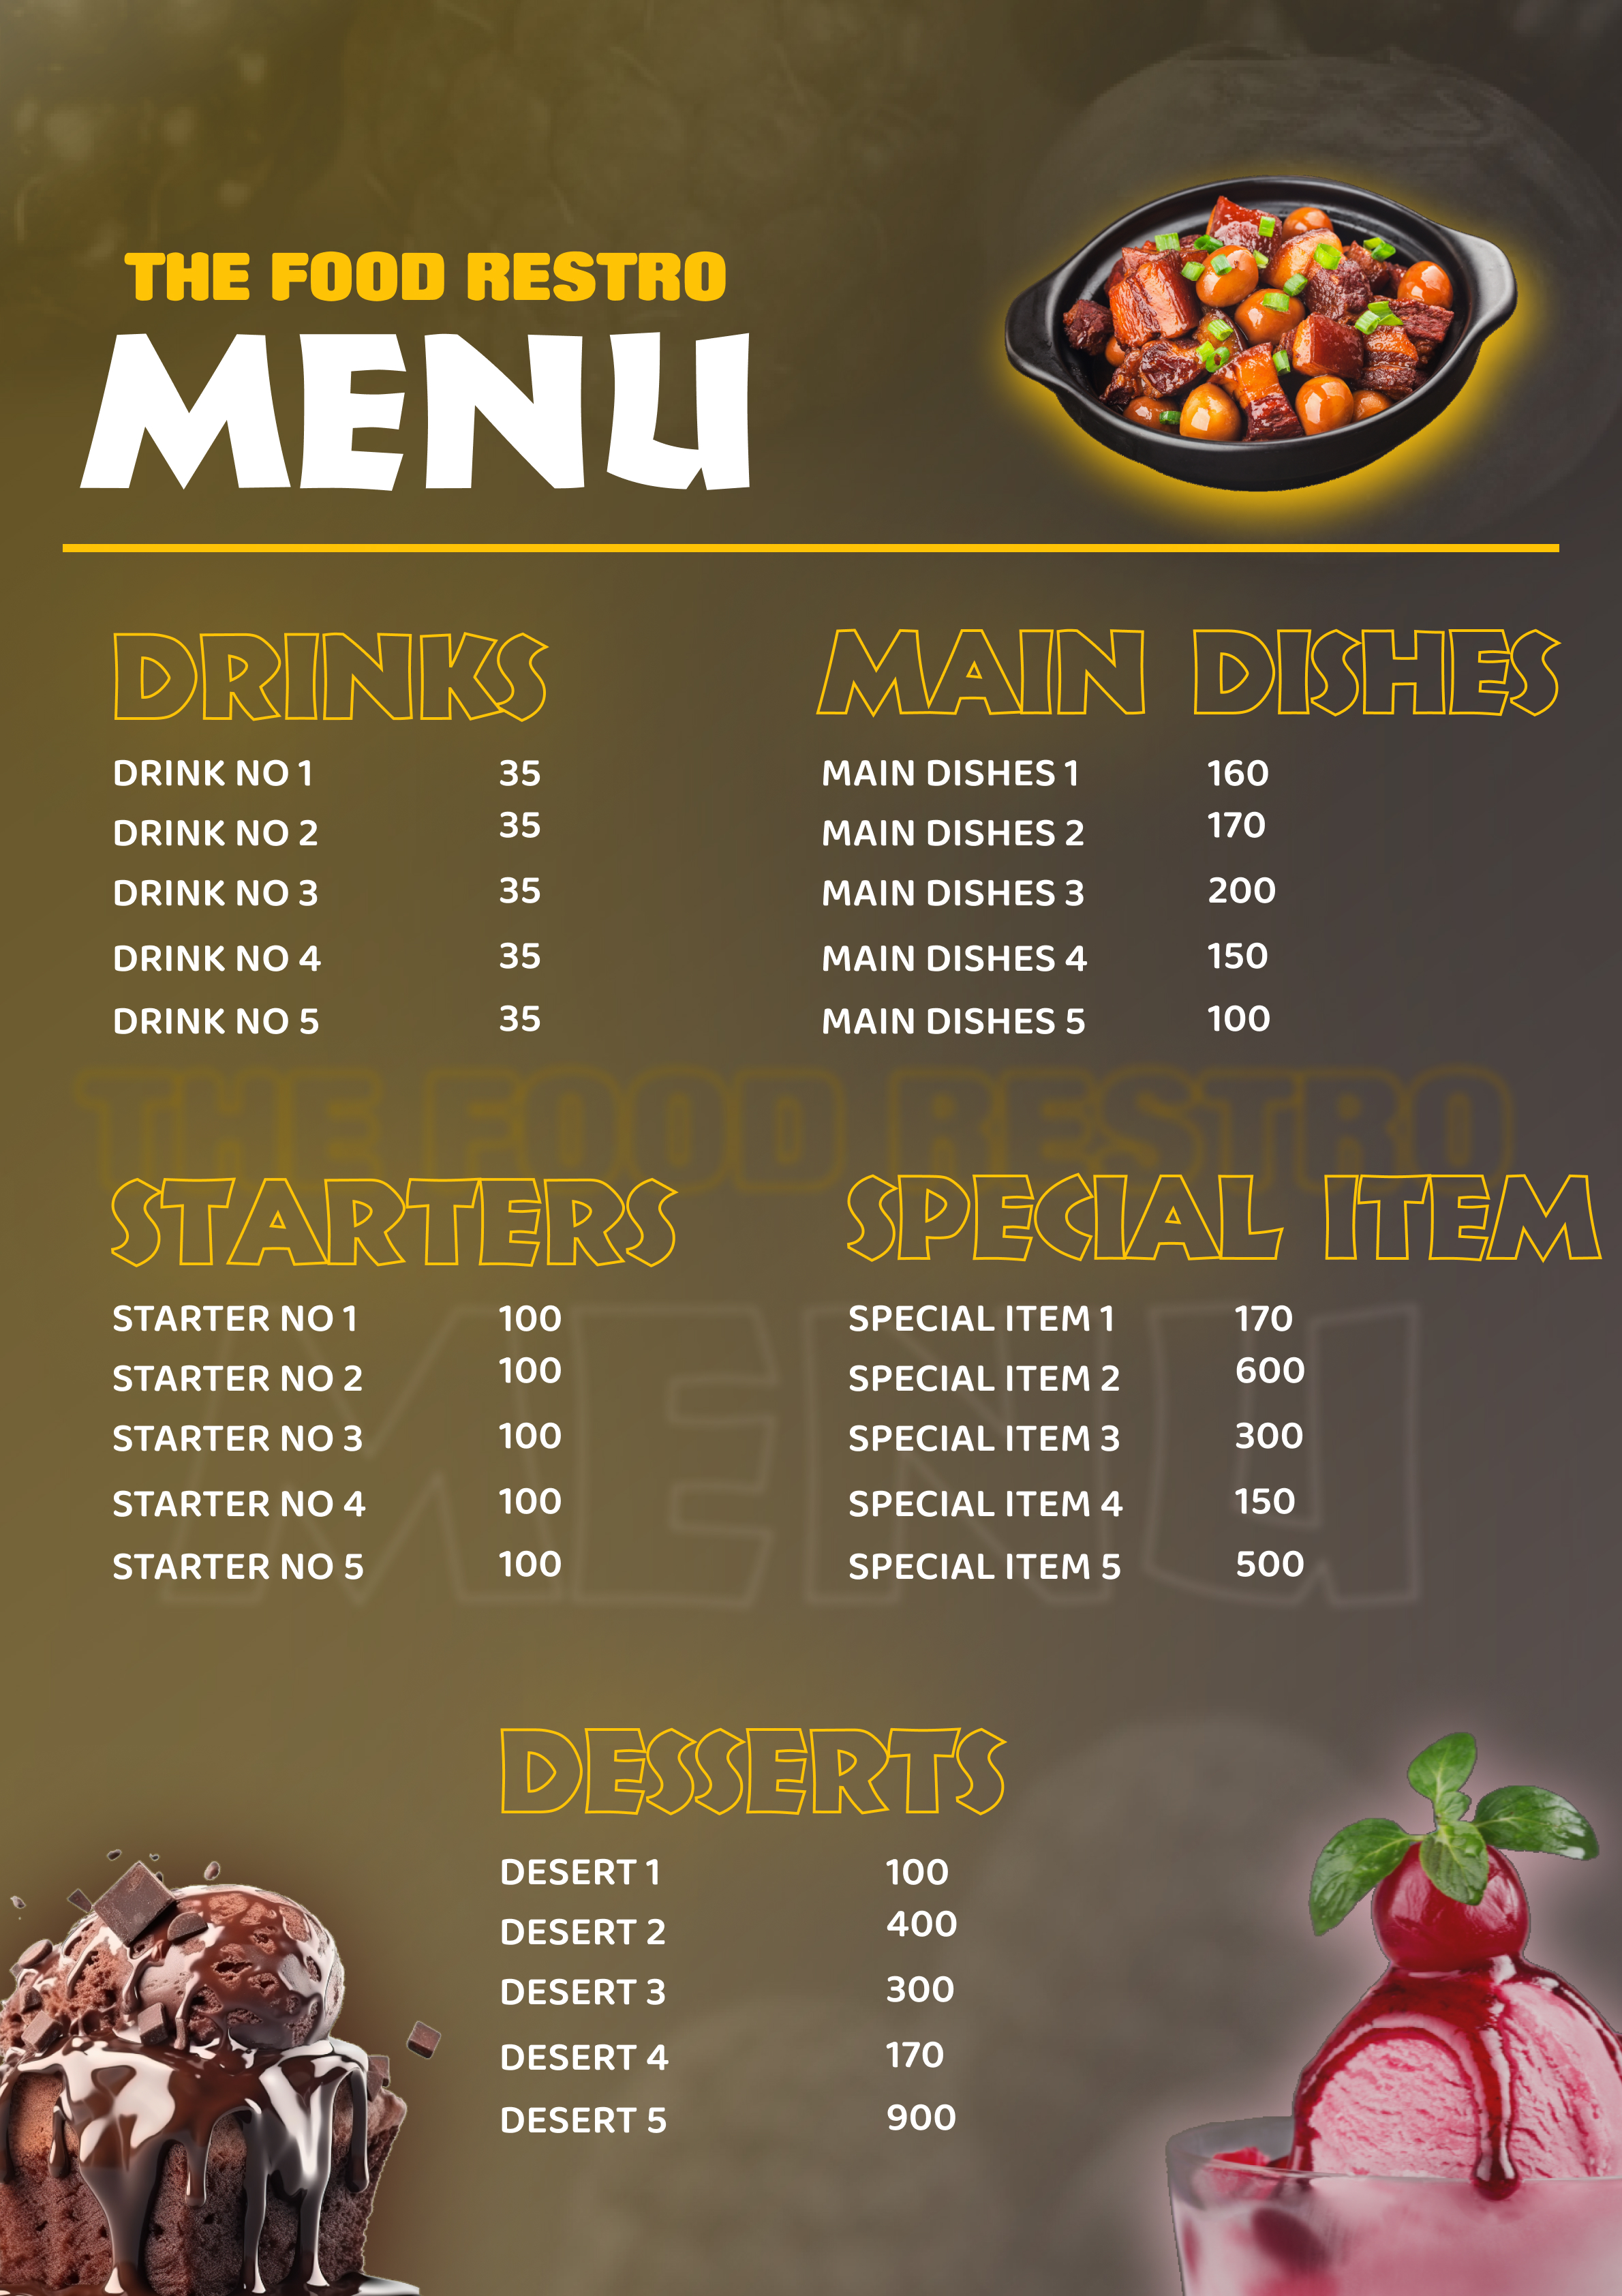 THE FOOD RESTRO
MENU
DRINKS
DRINK NO 1 35
DRINK NO 2 35
DRINK NO 3 35
DRINK NO 4 35
DRINK NO 5 35
MAIN DISHES
MAIN DISHES 1 160
MAIN DISHES 2 170
MAIN DISHES 3 200
MAIN DISHES 4 150
MAIN DISHES 5 100
THE FOOD RESTRO
MENU
STARTERS
STARTER NO 1 100
STARTER NO 2 100
STARTER NO 3 100
STARTER NO 4 100
STARTER NO 5 100
SPECIAL ITEM
SPECIAL ITEM 1 170
SPECIAL ITEM 2 600
SPECIAL ITEM 3 300
SPECIAL ITEM 4 150
SPECIAL ITEM 5 500
DESSERTS
DESERT 1 100
DESERT 2 400
DESERT 3 300
DESERT 4 170
DESERT 5 900